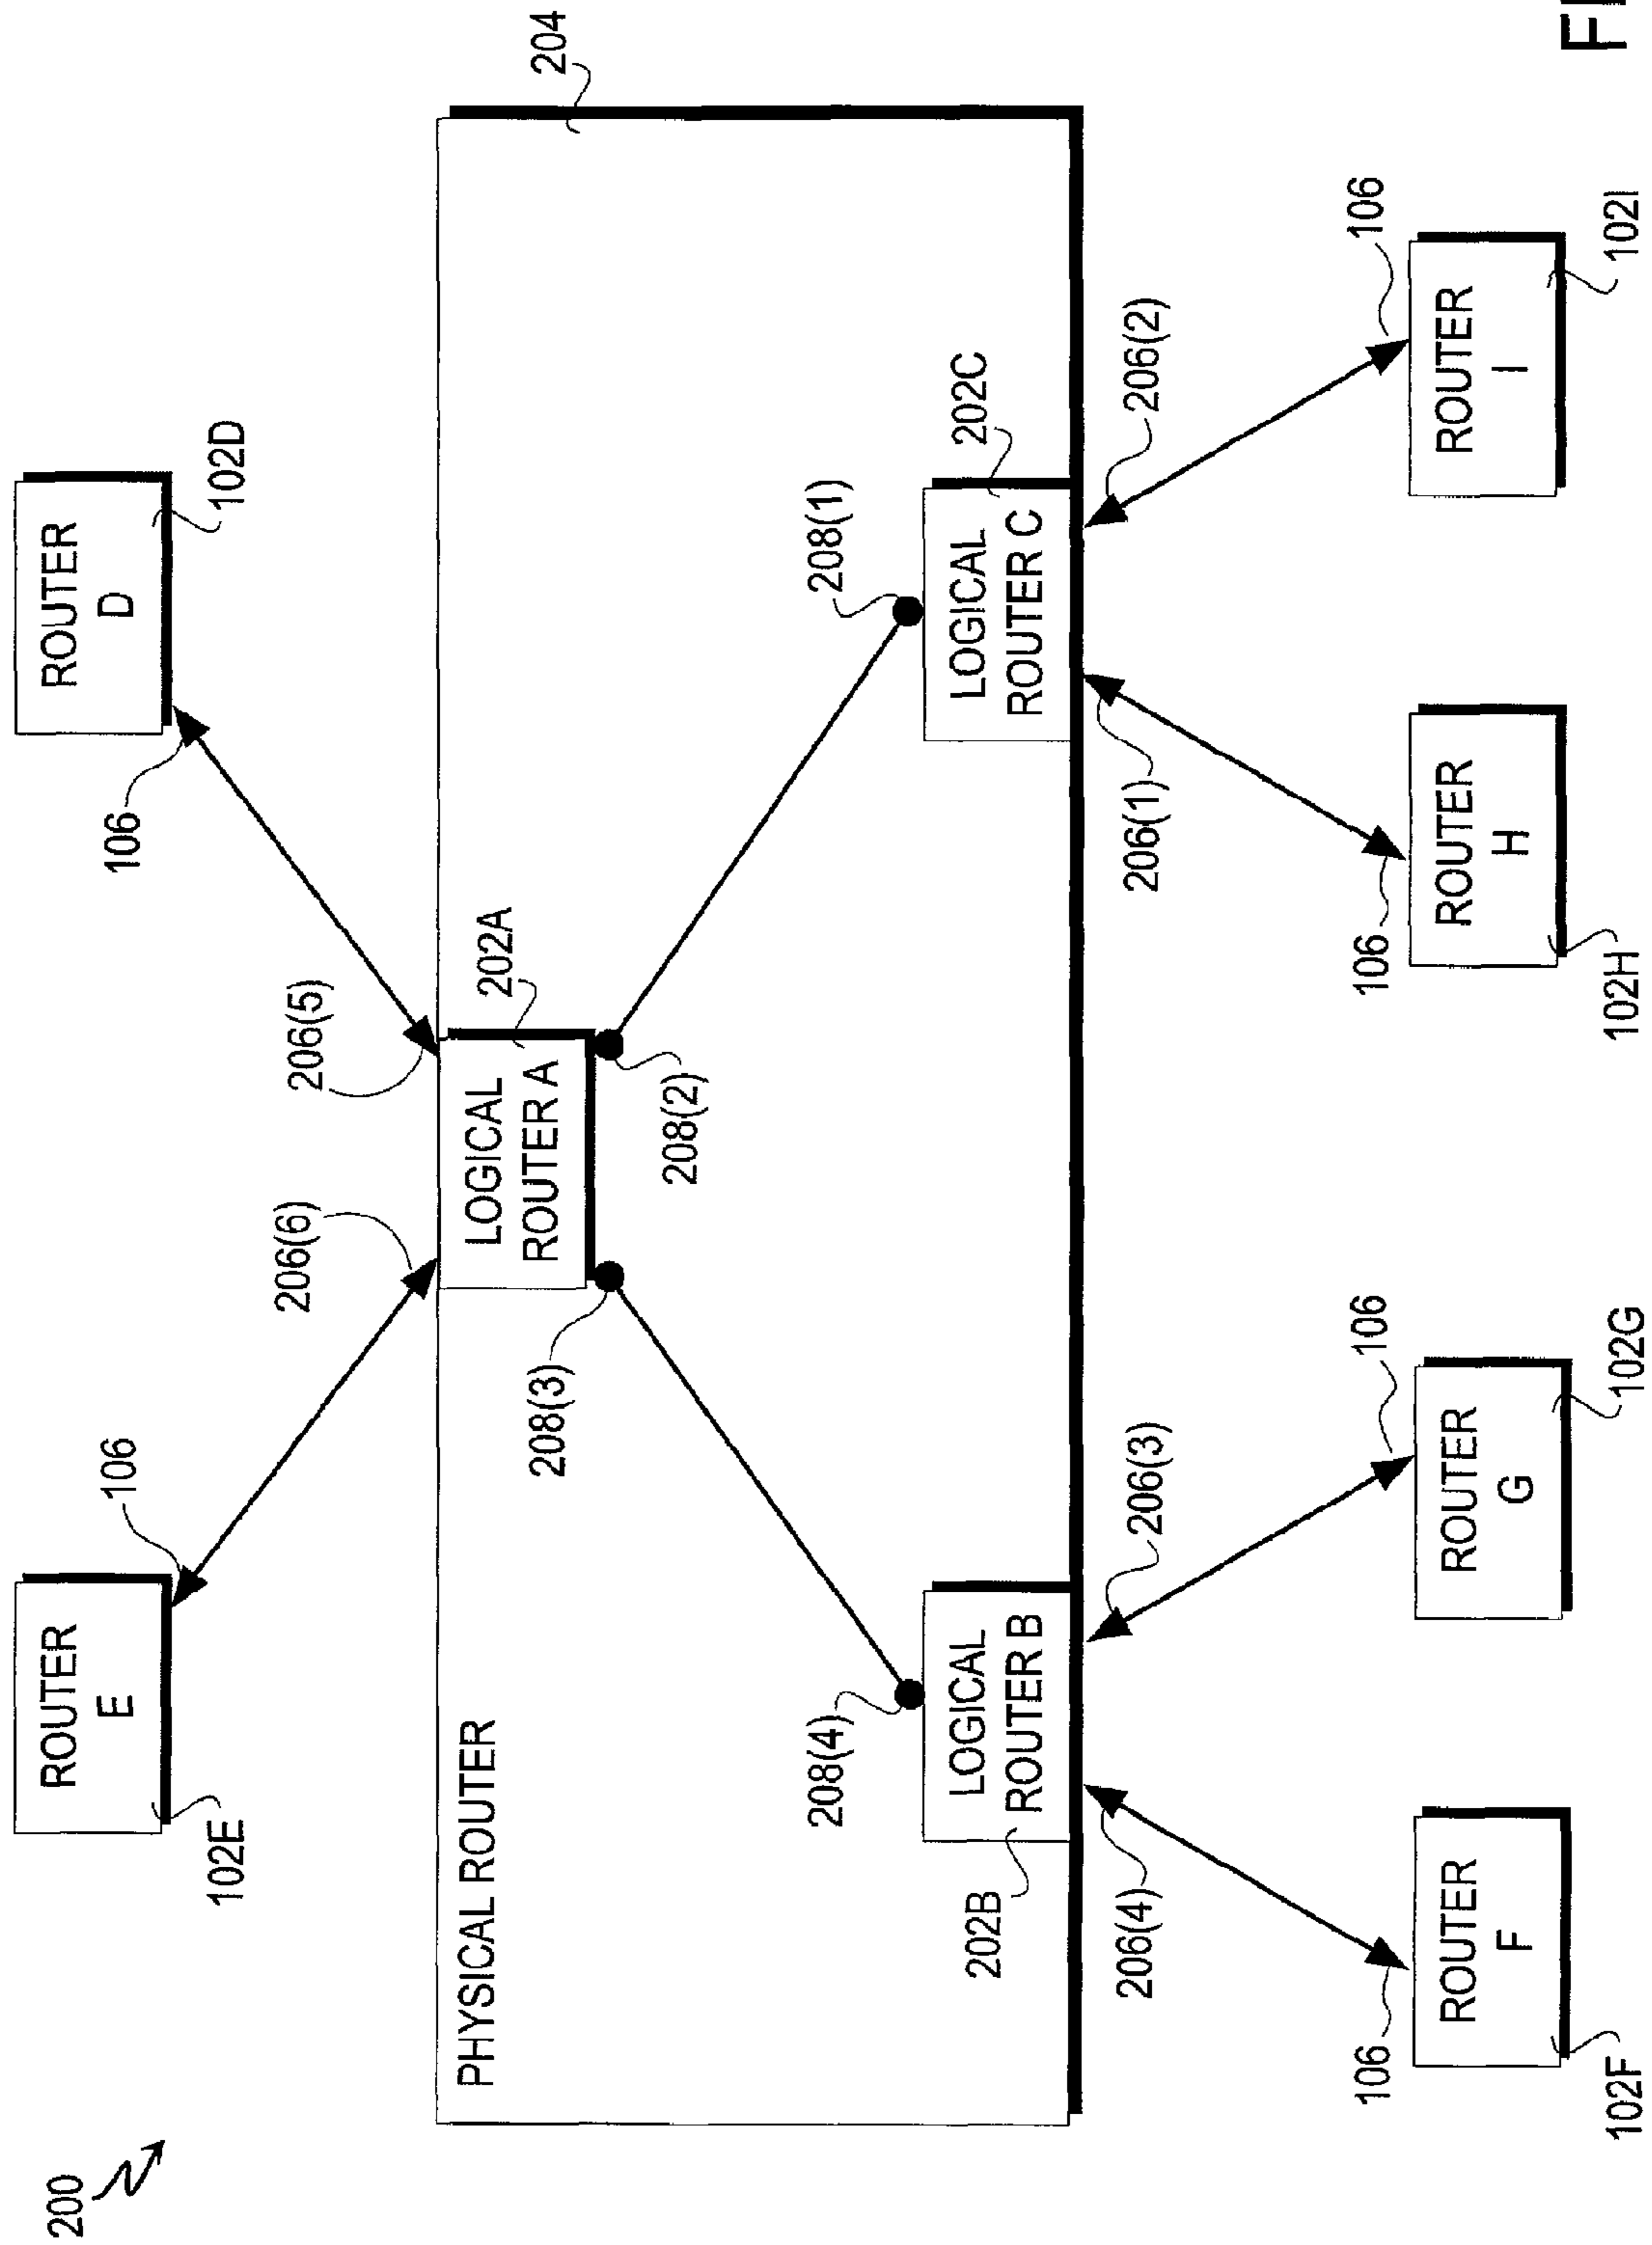 200
ROUTER
E
ROUTER
D
106
106
102E
102D
206(6)
206(5)
PHYSICAL ROUTER
LOGICAL
ROUTER A
202A
204
208(3)
208(2)
208(4)
208(1)
LOGICAL
ROUTER B
202B
LOGICAL
ROUTER C
202C
206(4)
206(3)
206(1)
206(2)
106
106
106
106
ROUTER
F
ROUTER
G
ROUTER
H
ROUTER
I
102F
102G
102H
102I